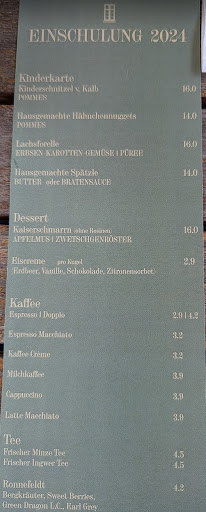 EINSCHULUNG 2024
Kinderkarte
Kinderschnitzel v. Kalb 16.0
POMMES
Hausgemachte Hähnchennuggets 14.0
POMMES
Lachsforelle 16.0
ERBSEN KAROTTEN GEMÜSE | PÜREE
Hausgemachte Spätzle 14.0
BUTTER oder BRATENSAUCE
Dessert
Kaiserschmarrn (ohne Rosinen) 16.0
APFELMUS | ZWETSCHGENRÖSTER
Eiscreme pro Kugel 2.9
Erdbeer, Vanille, Schokolade, Zitronensorbet
Kaffee
Espresso | Doppio 2.9 | 4.2
Espresso Macchiato 3.2
Kaffee Creme 3.2
Milchkaffee 3.9
Cappuccino 3.9
Latte Macchiato 3.9
Tee
Frischer Minze Tee 4.5
Frischer Ingwer Tee 4.5
Ronnefeldt 4.2
Bergkräuter, Sweet Berries,
Green Dragon L.C., Earl Grey